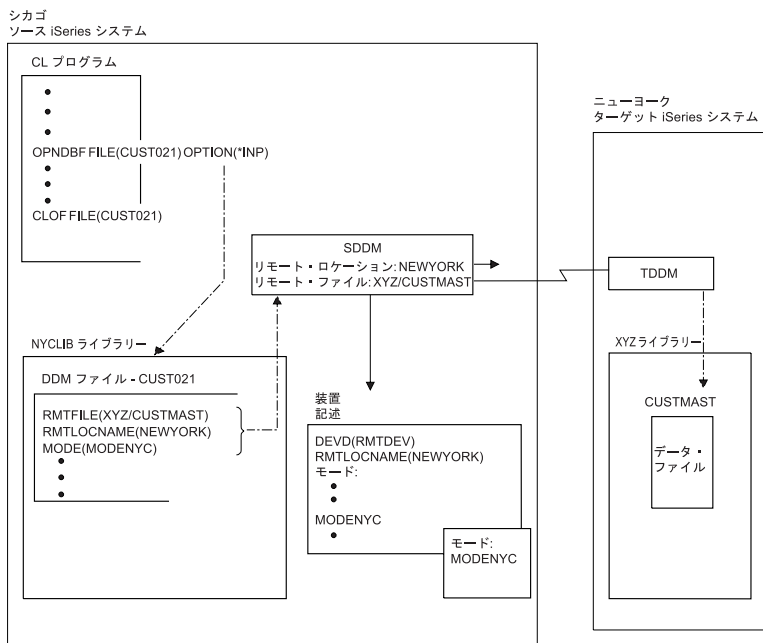 シカゴ
ソース iSeries システム
CL プログラム
OPNDBF FILE(CUST021) OPTION(*INP)
CLOF FILE(CUST021)
SDDM
リモート・ロケーション: NEWYORK
リモート・ファイル: XYZ/CUSTMAST
NYCLIB ライブラリー
DDM ファイル - CUST021
RMTFILE(XYZ/CUSTMAST)
RMTLOCNAME(NEWYORK)
MODE(MODENYC)
装置
記述
DEVD(RMTDEV)
RMTLOCNAME(NEWYORK)
モード:
MODENYC
モード:
MODENYC
ニューヨーク
ターゲット iSeries システム
TDDM
XYZ ライブラリー
CUSTMAST
データ・
ファイル